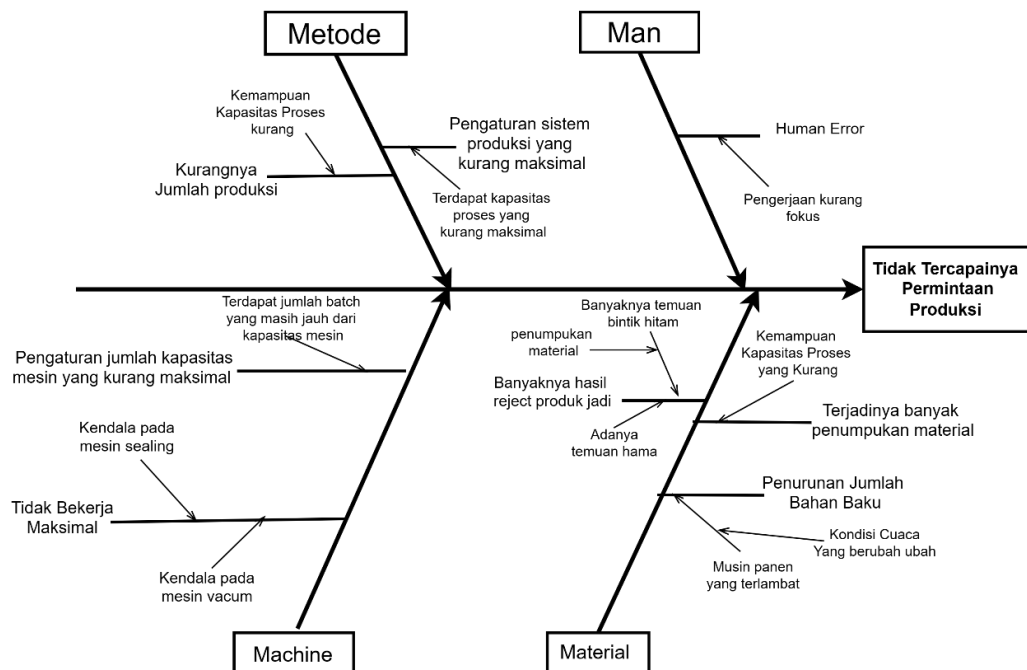 Metode
Man
Kemampuan
Kapasitas Proses
kurang
Kurangnya
Jumlah produksi
Pengaturan sistem
produksi yang
kurang maksimal
Terdapat kapasitas
proses yang
kurang maksimal
Human Error
Pengerjaan kurang
fokus
Tidak Tercapainya
Permintaan
Produksi
Terdapat jumlah batch
yang masih jauh dari
kapasitas mesin
Pengaturan jumlah kapasitas
mesin yang kurang maksimal
Kendala pada
mesin sealing
Tidak Bekerja
Maksimal
Kendala pada
mesin vacum
Banyaknya temuan
bintik hitam
penumpukan
material
Banyaknya hasil
reject produk jadi
Adanya
temuan hama
Kemampuan
Kapasitas Proses
yang Kurang
Terjadinya banyak
penumpukan material
Penurunan Jumlah
Bahan Baku
Kondisi Cuaca
Yang berubah ubah
Musin panen
yang terlambat
Machine
Material